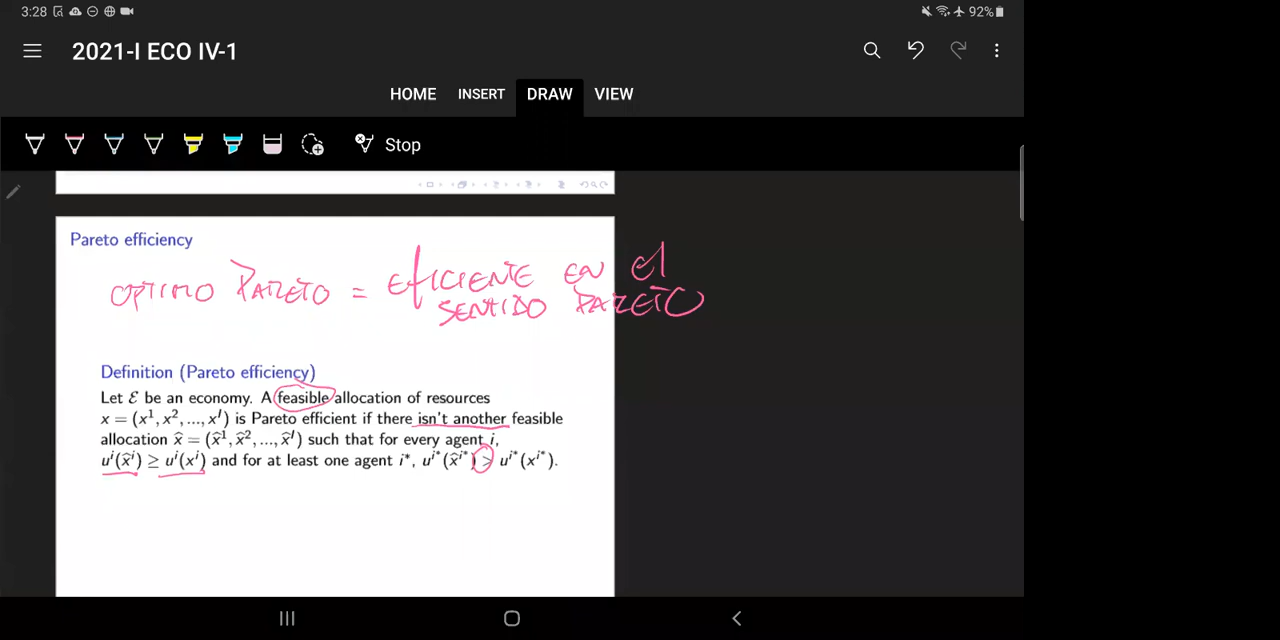 3:28 92%
2021-I ECO IV-1
HOME INSERT DRAW VIEW
Stop
Pareto efficiency
OPTIMO PARETO = EFICIENTE EN El
SENTIDO PARETO
Definition (Pareto efficiency)
Let ℰ be an economy. A feasible allocation of resources
x = (x¹, x², ..., xᴵ) is Pareto efficient if there isn't another feasible
allocation x̂ = (x̂¹, x̂², ..., x̂ᴵ) such that for every agent i,
uⁱ(x̂ⁱ) ≥ uⁱ(xⁱ) and for at least one agent i*, uⁱ*(x̂ⁱ*) > uⁱ*(xⁱ*).